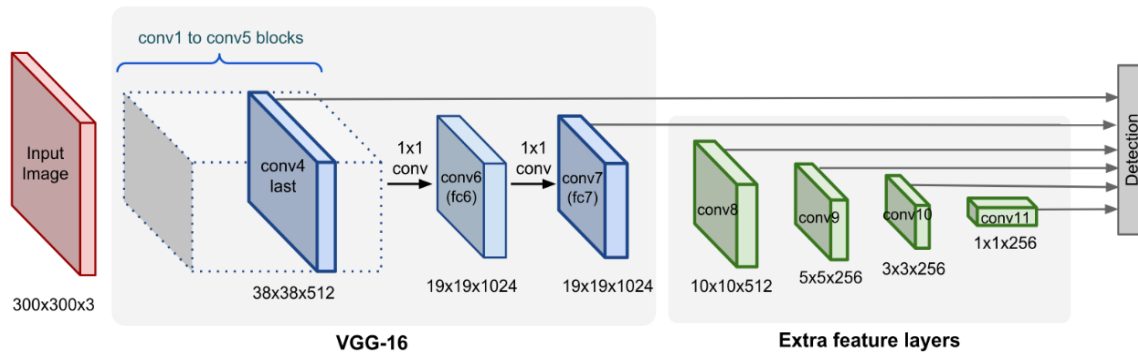 conv1 to conv5 blocks
Input
Image
300x300x3
conv4
last
38x38x512
1x1
conv
conv6
(fc6)
19x19x1024
1x1
conv
conv7
(fc7)
19x19x1024
VGG-16
conv8
10x10x512
conv9
5x5x256
conv10
3x3x256
conv11
1x1x256
Extra feature layers
Detection